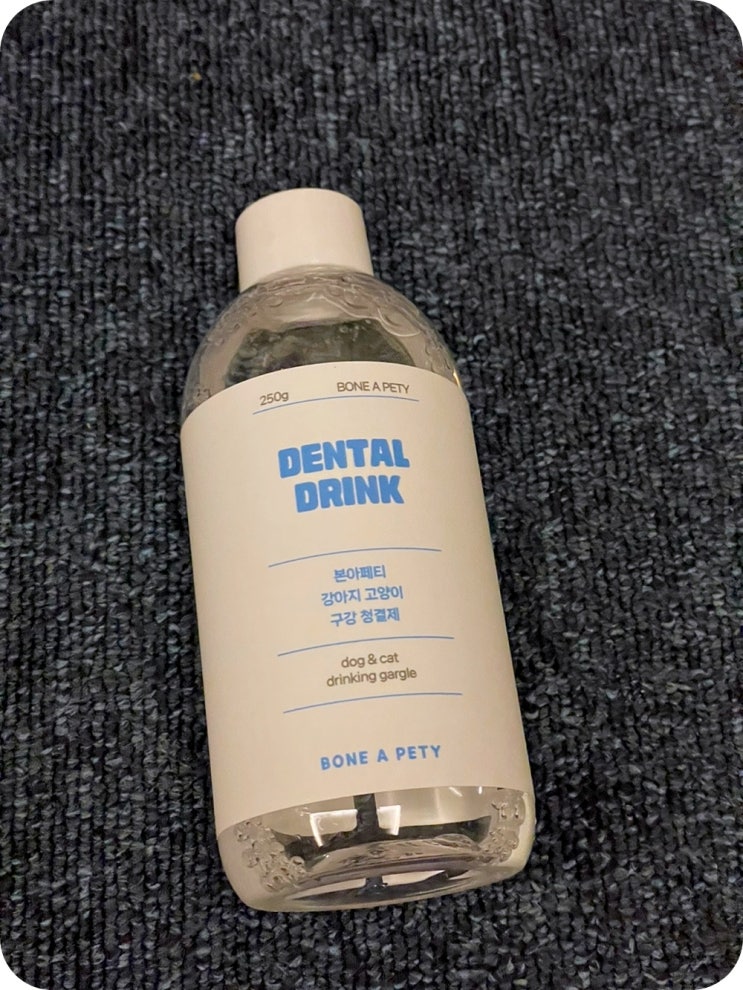 250g BONE A PETY
DENTAL
DRINK
본아페티
강아지 고양이
구강 청결제
dog & cat
drinking gargle
BONE A PETY